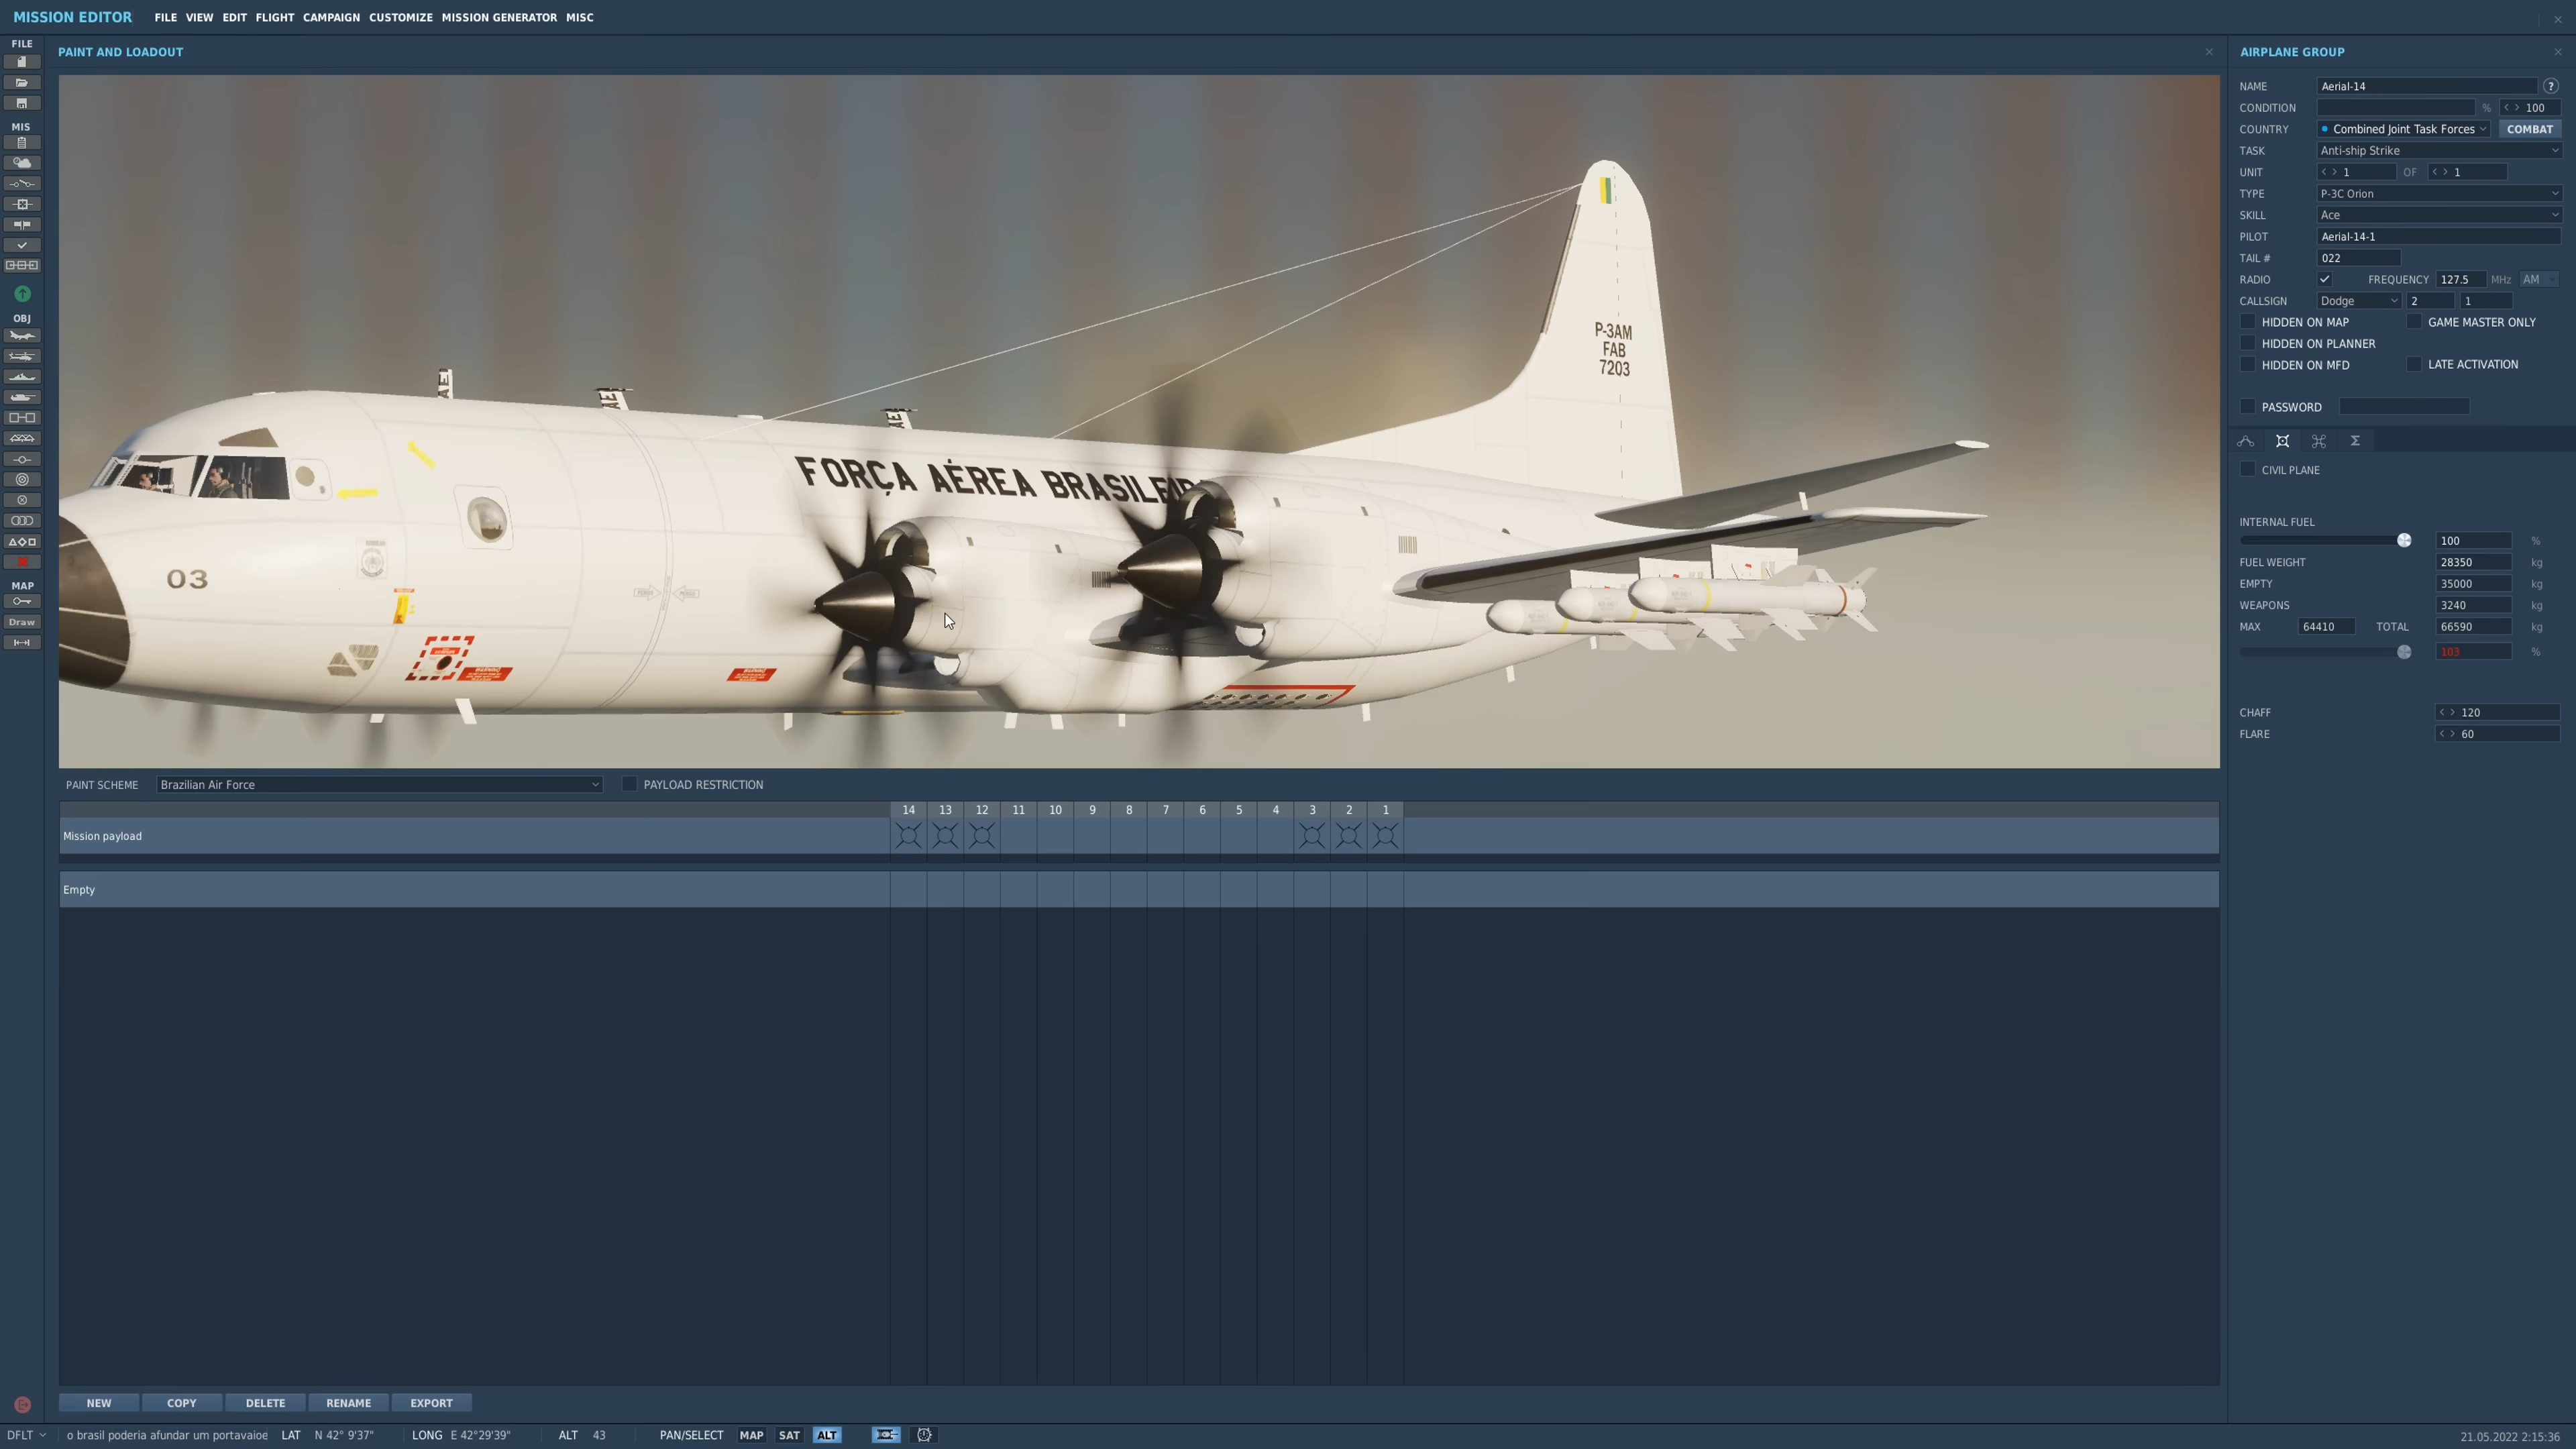 MISSION EDITOR FILE VIEW EDIT FLIGHT CAMPAIGN CUSTOMIZE MISSION GENERATOR MISC
FILE
MIS
OBJ
MAP
Draw
PAINT AND LOADOUT
P-3AM
FAB
7203
FORÇA AÉREA BRASILEI
03
PAINT SCHEME Brazilian Air Force PAYLOAD RESTRICTION
14 13 12 11 10 9 8 7 6 5 4 3 2 1
Mission payload
Empty
NEW COPY DELETE RENAME EXPORT
AIRPLANE GROUP
NAME Aerial-14 ?
CONDITION % < > 100
COUNTRY Combined Joint Task Forces COMBAT
TASK Anti-ship Strike
UNIT < > 1 OF < > 1
TYPE P-3C Orion
SKILL Ace
PILOT Aerial-14-1
TAIL # 022
RADIO FREQUENCY 127.5 MHz AM
CALLSIGN Dodge 2 1
HIDDEN ON MAP GAME MASTER ONLY
HIDDEN ON PLANNER
HIDDEN ON MFD LATE ACTIVATION
PASSWORD
CIVIL PLANE
INTERNAL FUEL
100 %
FUEL WEIGHT 28350 kg
EMPTY 35000 kg
WEAPONS 3240 kg
MAX 64410 TOTAL 66590 kg
103 %
CHAFF < > 120
FLARE < > 60
DFLT o brasil poderia afundar um portavaioe LAT N 42° 9'37" LONG E 42°29'39" ALT 43 PAN/SELECT MAP SAT ALT 21.05.2022 2:15:36